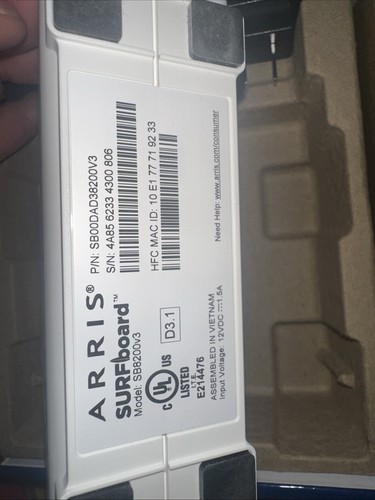 ARRIS®
SURFboard™
Model: SB8200v3
D3.1
P/N: SB00DAD38200V3
S/N: 4A85 6233 4300 806
HFC MAC ID: 10 E1 77 71 92 33
C UL US
LISTED
I.T.E.
E214476
ASSEMBLED IN VIETNAM
Input Voltage: 12VDC ⎓ 1.5A
Need Help: www.arris.com/consumer